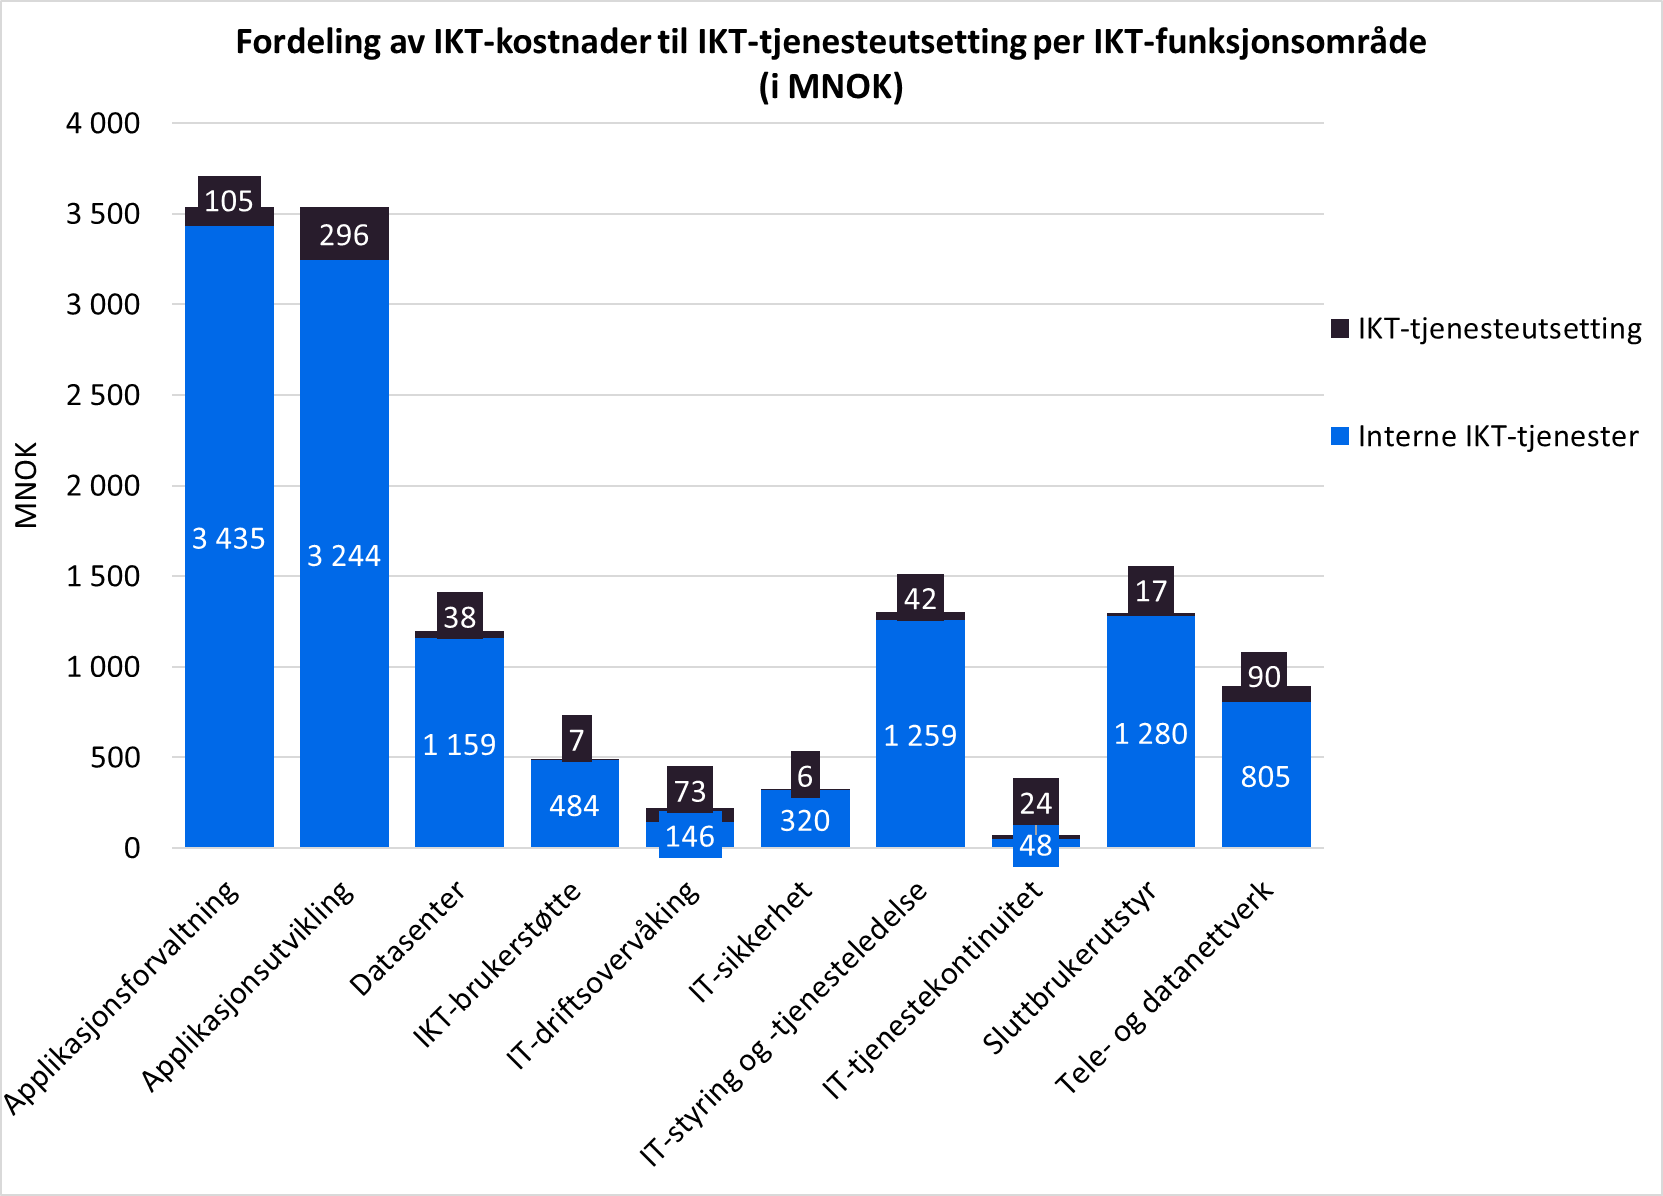 Fordeling av IKT-kostnader til IKT-tjenesteutsetting per IKT-funksjonsområde
(i MNOK)
4 000
3 500
3 000
2 500
2 000
1 500
1 000
500
0
MNOK
105
296
38
7
73
6
42
24
17
90
3 435
3 244
1 159
484
146
320
1 259
48
1 280
805
IKT-tjenesteutsetting
Interne IKT-tjenester
Applikasjonsforvaltning
Applikasjonsutvikling
Datasenter
IKT-brukerstøtte
IT-driftsovervåking
IT-sikkerhet
IT-styring og -tjenesteledelse
IT-tjenestekontinuitet
Sluttbrukerutstyr
Tele- og datanettverk